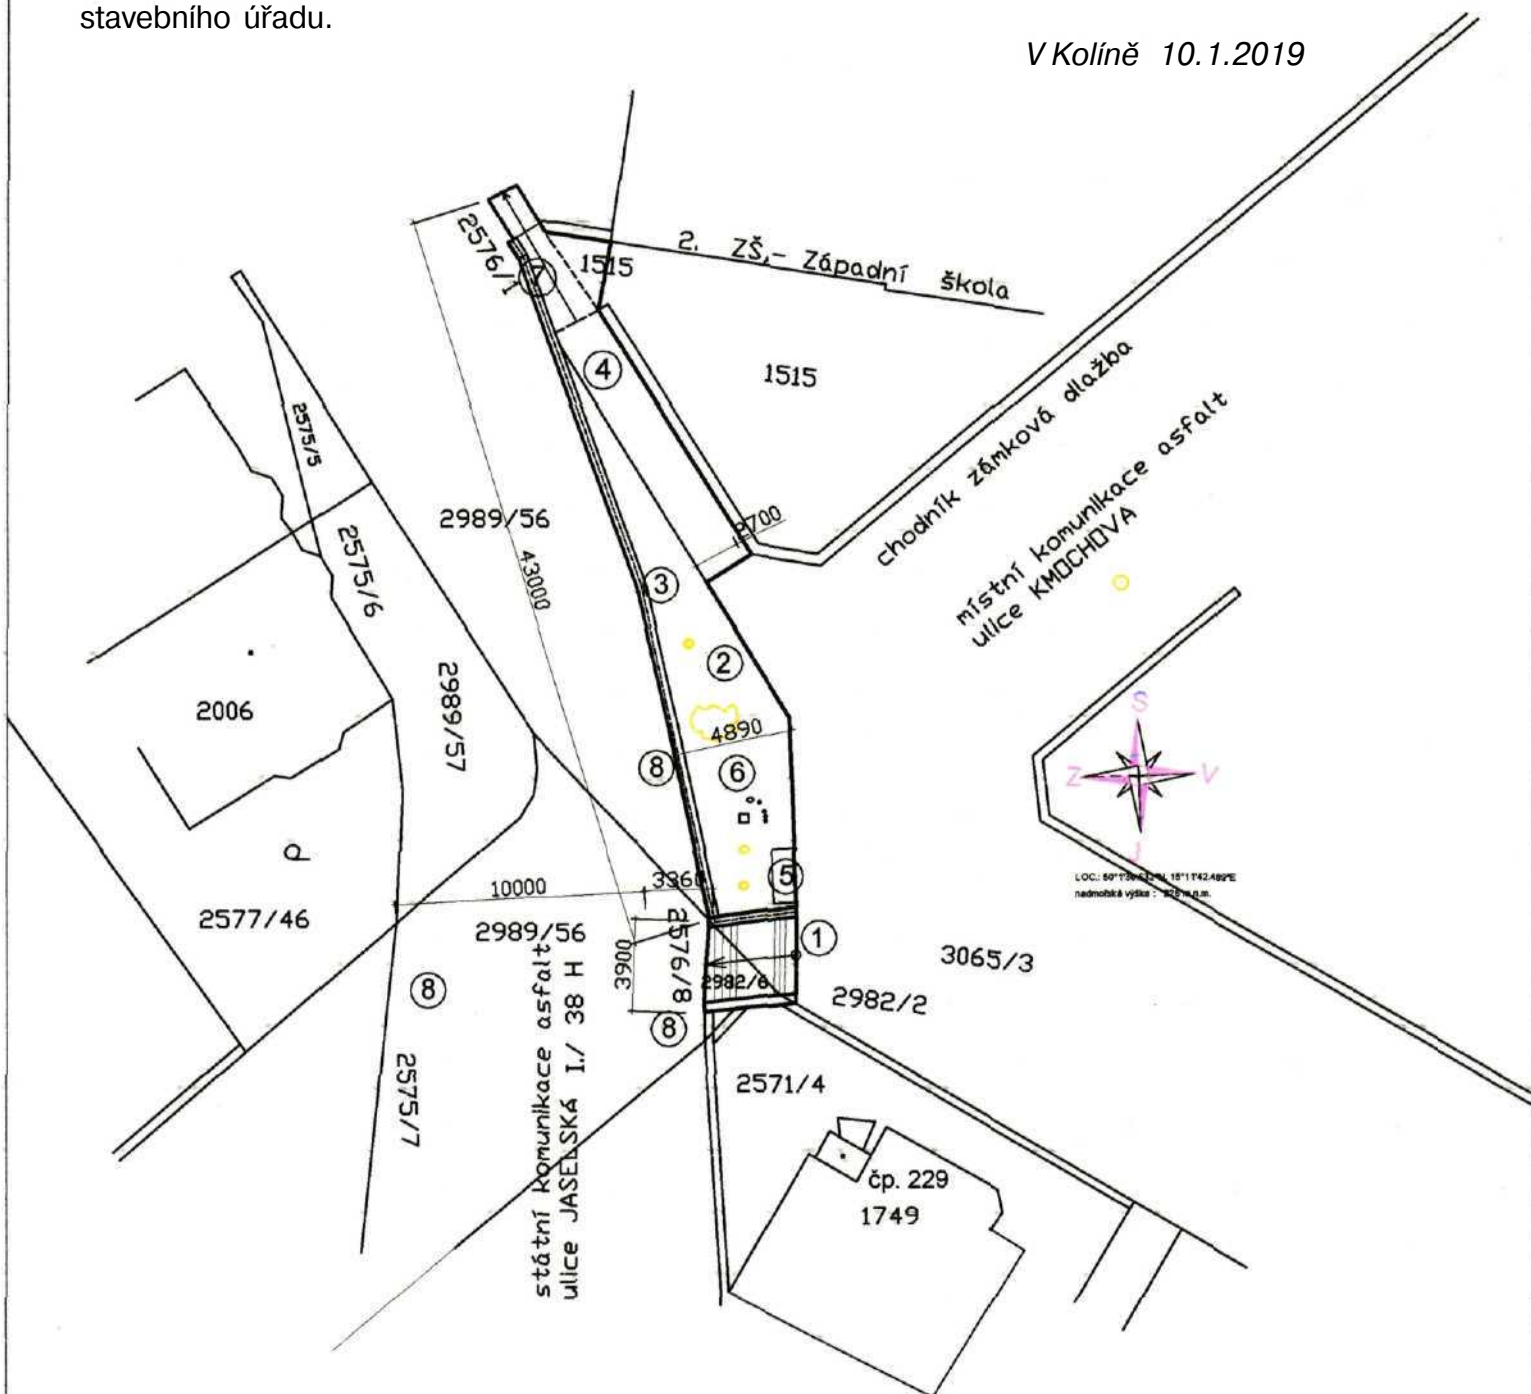 stavebního úřadu.
V Kolíně 10.1.2019
2576/1
7
1515
2. ZŠ,- Západní škola
4
1515
chodník zámková dlažba
místní komunikace asfalt
ulice KMOCHOVA
2575/5
2989/56
2575/6
43000
2700
3
2
2006
2989/57
4890
8
6
S
Z
V
J
P
5
LOC.:
nadmořská výška :
10000
3360
2577/46
2989/56
3900
2576/8
1
2982/6
3065/3
2982/2
8
8
státní komunikace asfalt
ulice JASELSKÁ I./ 38 H
2575/7
2571/4
čp. 229
1749